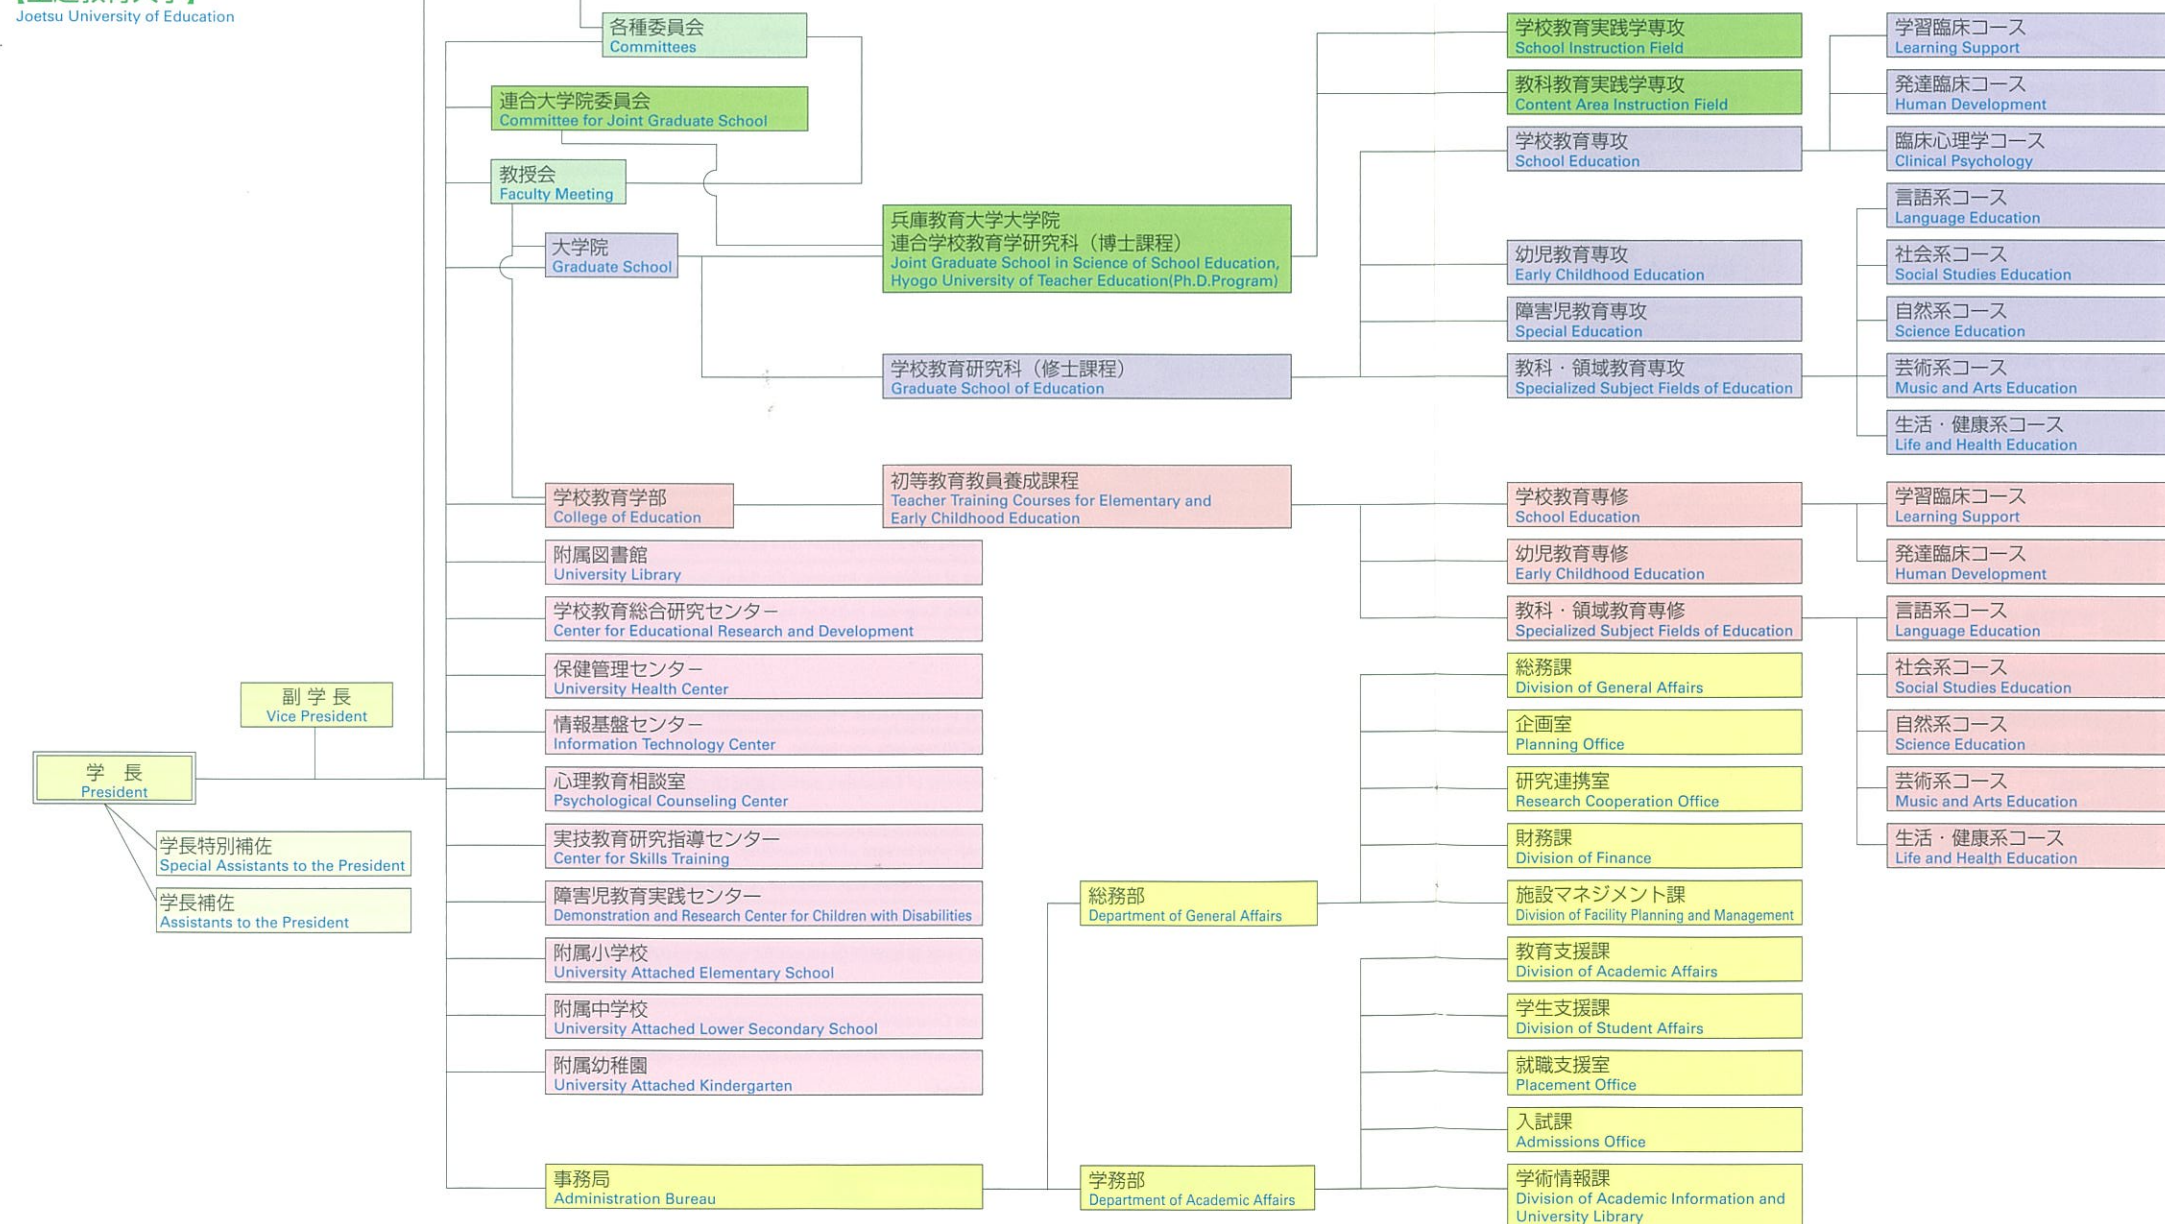 Joetsu University of Education
各種委員会
Committees
連合大学院委員会
Committee for Joint Graduate School
教授会
Faculty Meeting
大学院
Graduate School
兵庫教育大学大学院
連合学校教育学研究科（博士課程）
Joint Graduate School in Science of School Education,
Hyogo University of Teacher Education(Ph.D.Program)
学校教育研究科（修士課程）
Graduate School of Education
学校教育実践学専攻
School Instruction Field
教科教育実践学専攻
Content Area Instruction Field
学校教育専攻
School Education
幼児教育専攻
Early Childhood Education
障害児教育専攻
Special Education
教科・領域教育専攻
Specialized Subject Fields of Education
学習臨床コース
Learning Support
発達臨床コース
Human Development
臨床心理学コース
Clinical Psychology
言語系コース
Language Education
社会系コース
Social Studies Education
自然系コース
Science Education
芸術系コース
Music and Arts Education
生活・健康系コース
Life and Health Education
学校教育学部
College of Education
初等教育教員養成課程
Teacher Training Courses for Elementary and
Early Childhood Education
学校教育専修
School Education
幼児教育専修
Early Childhood Education
教科・領域教育専修
Specialized Subject Fields of Education
学習臨床コース
Learning Support
発達臨床コース
Human Development
言語系コース
Language Education
社会系コース
Social Studies Education
自然系コース
Science Education
芸術系コース
Music and Arts Education
生活・健康系コース
Life and Health Education
附属図書館
University Library
学校教育総合研究センター
Center for Educational Research and Development
保健管理センター
University Health Center
情報基盤センター
Information Technology Center
心理教育相談室
Psychological Counseling Center
実技教育研究指導センター
Center for Skills Training
障害児教育実践センター
Demonstration and Research Center for Children with Disabilities
附属小学校
University Attached Elementary School
附属中学校
University Attached Lower Secondary School
附属幼稚園
University Attached Kindergarten
事務局
Administration Bureau
副学長
Vice President
学 長
President
学長特別補佐
Special Assistants to the President
学長補佐
Assistants to the President
総務部
Department of General Affairs
学務部
Department of Academic Affairs
総務課
Division of General Affairs
企画室
Planning Office
研究連携室
Research Cooperation Office
財務課
Division of Finance
施設マネジメント課
Division of Facility Planning and Management
教育支援課
Division of Academic Affairs
学生支援課
Division of Student Affairs
就職支援室
Placement Office
入試課
Admissions Office
学術情報課
Division of Academic Information and
University Library